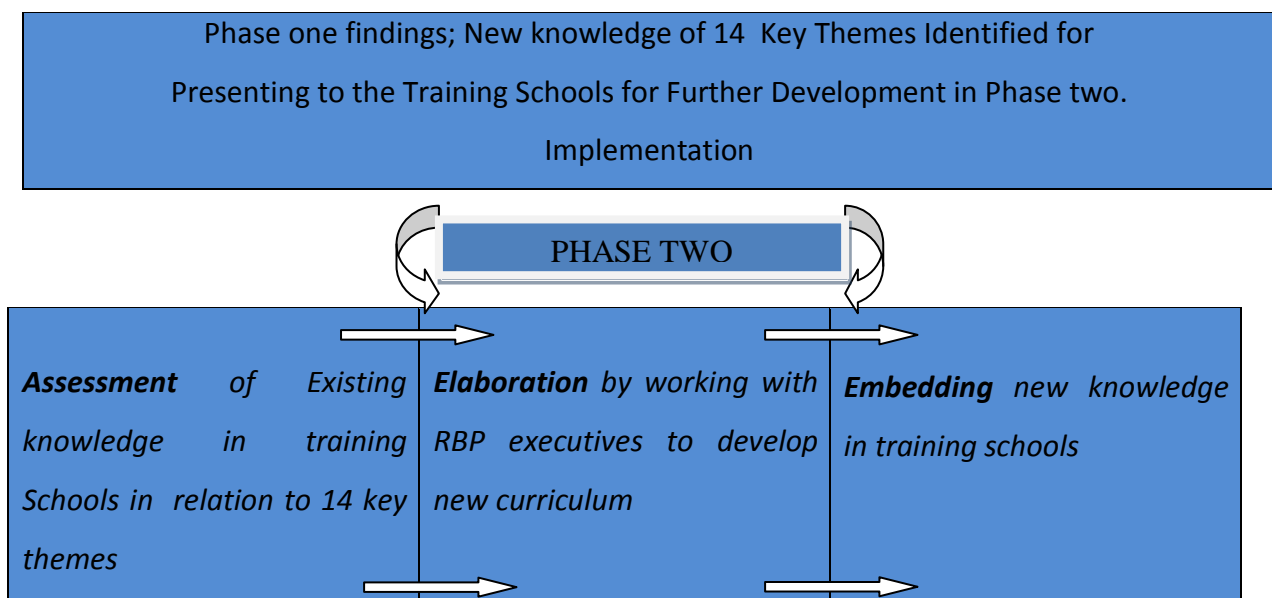 Phase one findings; New knowledge of 14 Key Themes Identified for
Presenting to the Training Schools for Further Development in Phase two.
Implementation
PHASE TWO
Assessment of Existing
knowledge in training
Schools in relation to 14 key
themes
Elaboration by working with
RBP executives to develop
new curriculum
Embedding new knowledge
in training schools